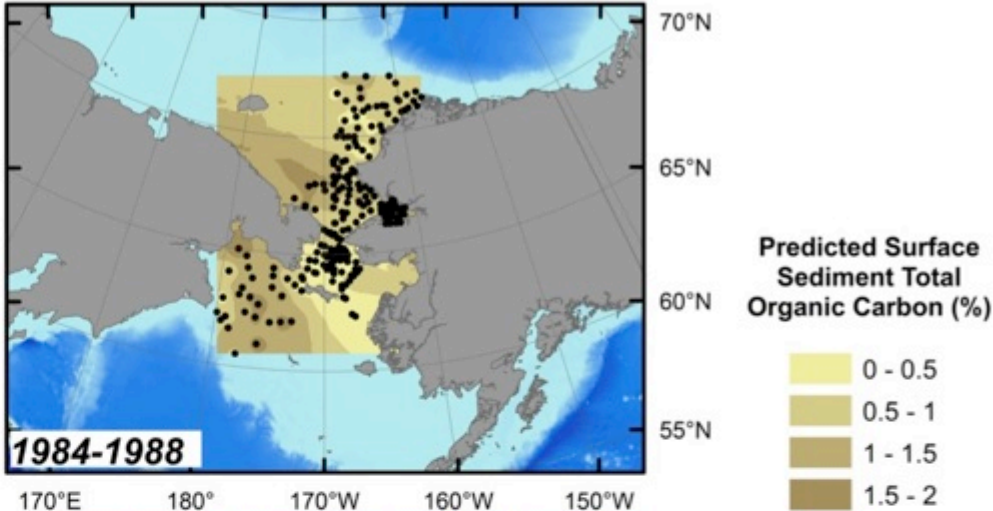 70°N
65°N
60°N
55°N
1984-1988
170°E
180°
170°W
160°W
150°W
Predicted Surface
Sediment Total
Organic Carbon (%)
0 - 0.5
0.5 - 1
1 - 1.5
1.5 - 2